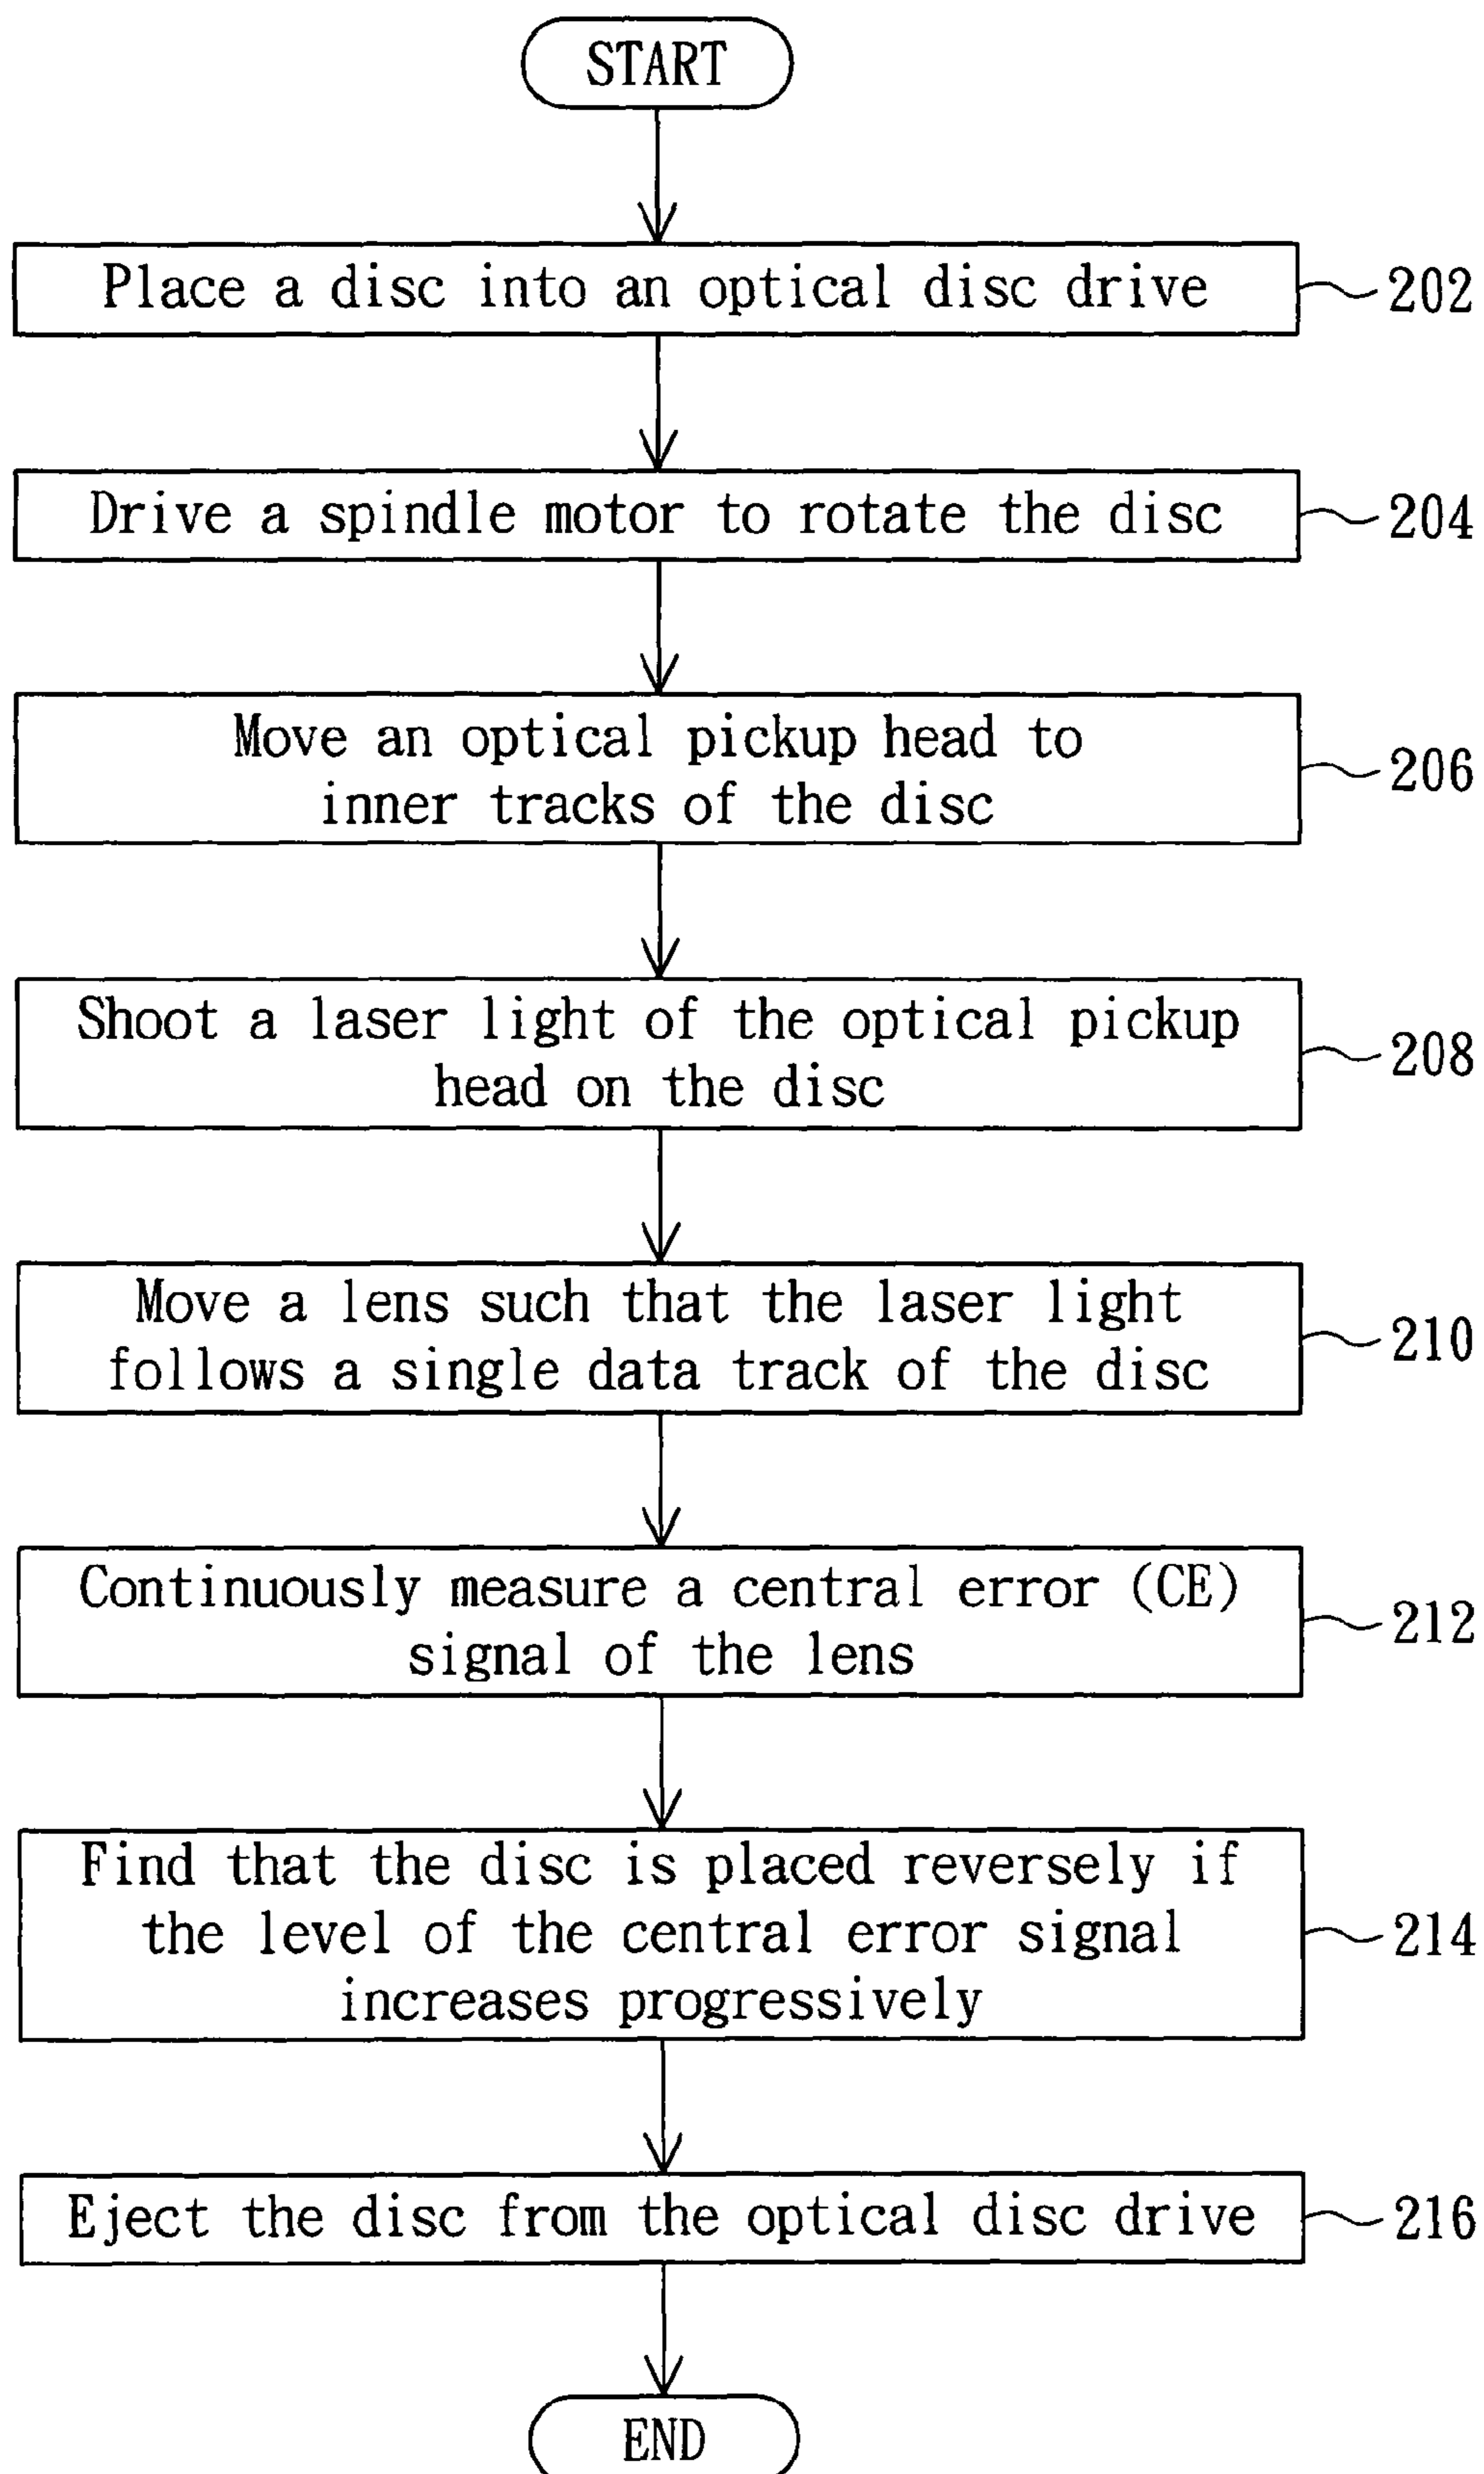 START
Place a disc into an optical disc drive
202
Drive a spindle motor to rotate the disc
204
Move an optical pickup head to
inner tracks of the disc
206
Shoot a laser light of the optical pickup
head on the disc
208
Move a lens such that the laser light
follows a single data track of the disc
210
Continuously measure a central error (CE)
signal of the lens
212
Find that the disc is placed reversely if
the level of the central error signal
increases progressively
214
Eject the disc from the optical disc drive
216
END